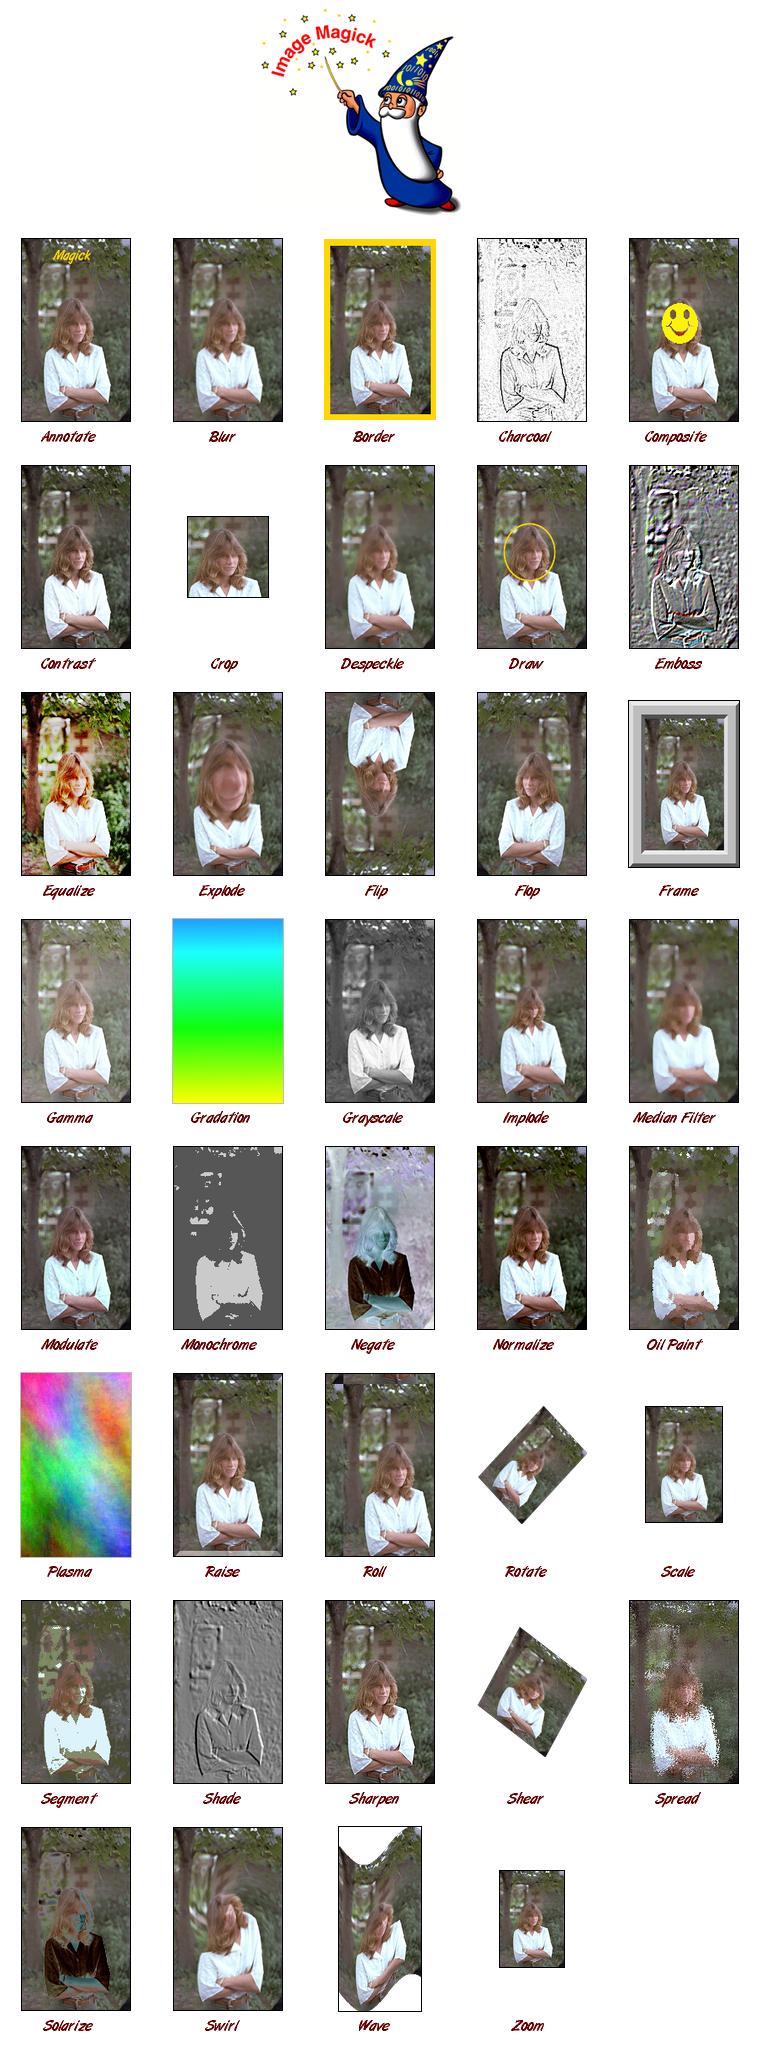 Image Magick
Magick
Annotate
Blur
Border
Charcoal
Composite
Contrast
Crop
Despeckle
Draw
Emboss
Equalize
Explode
Flip
Flop
Frame
Gamma
Gradation
Grayscale
Implode
Median Filter
Modulate
Monochrome
Negate
Normalize
Oil Paint
Plasma
Raise
Roll
Rotate
Scale
Segment
Shade
Sharpen
Shear
Spread
Solarize
Swirl
Wave
Zoom